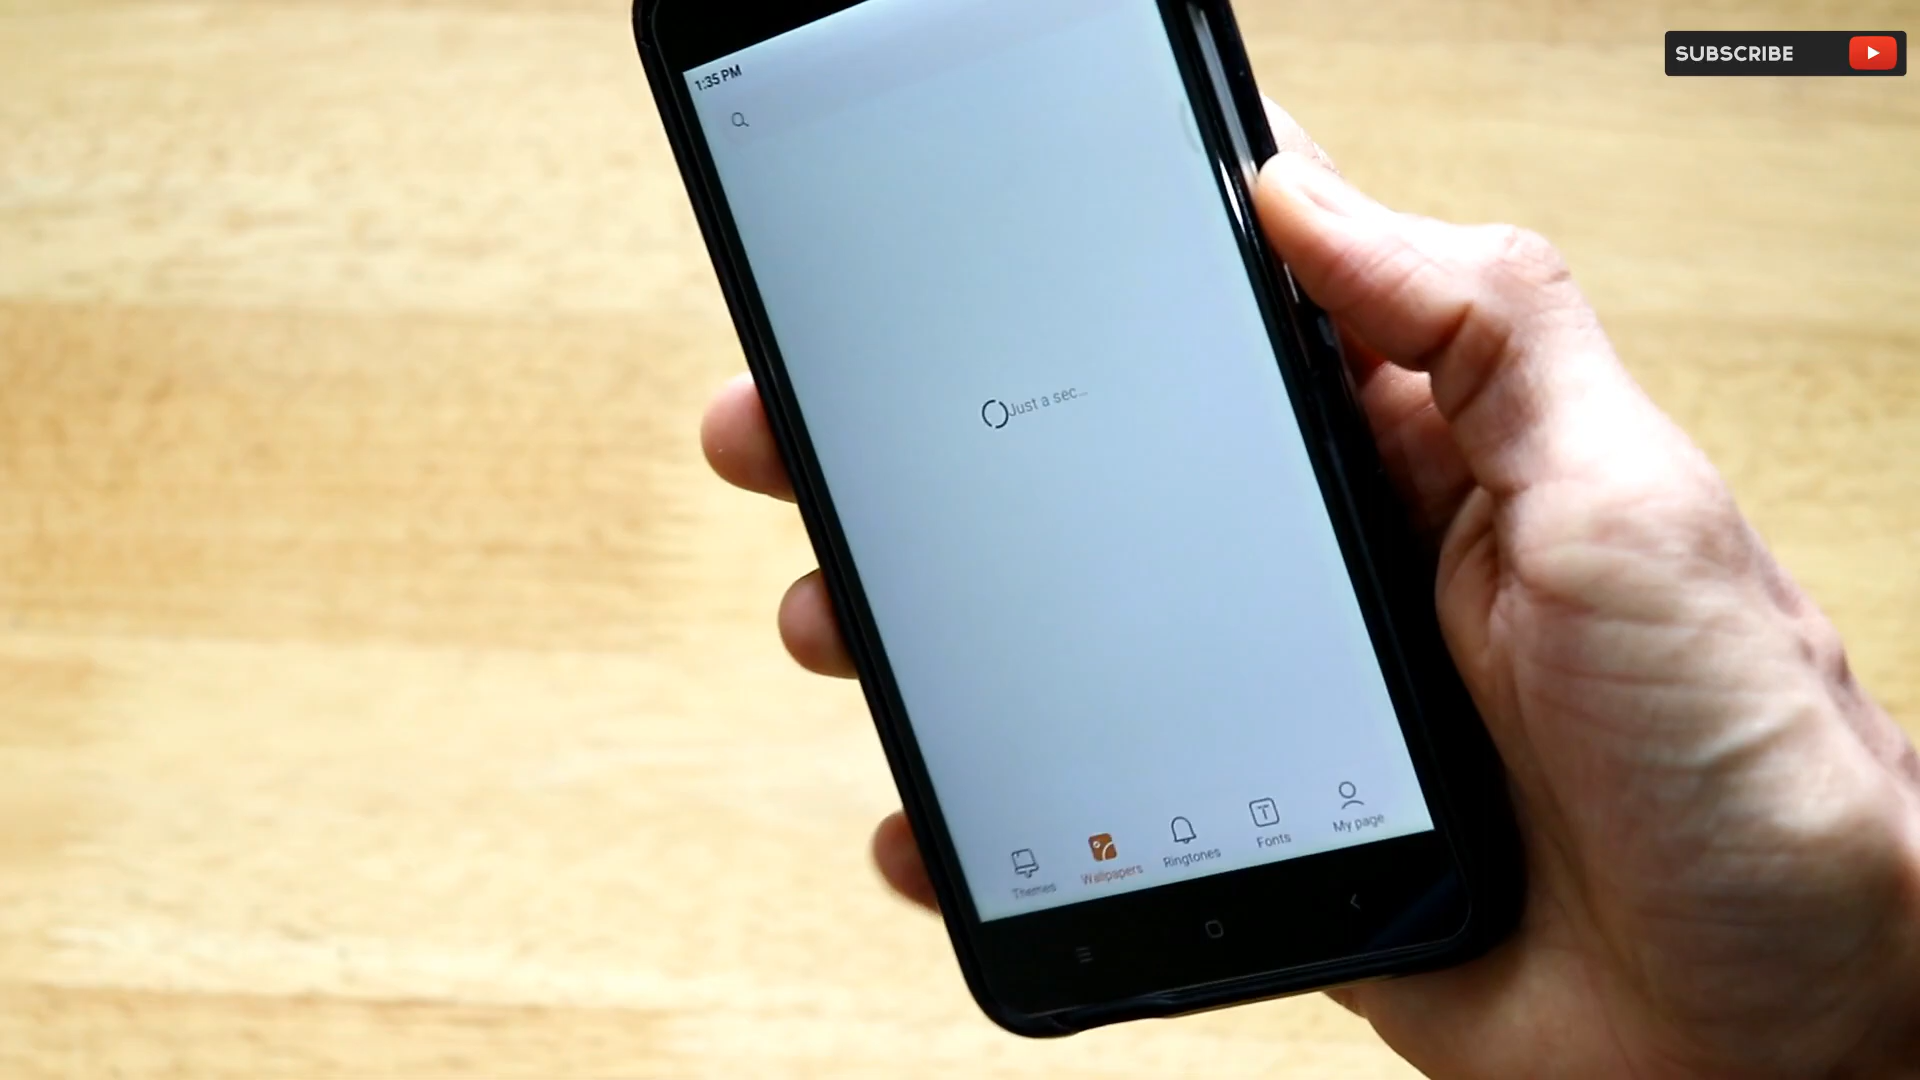 SUBSCRIBE
1:35 PM
Just a sec...
Themes
Wallpapers
Ringtones
Fonts
My page